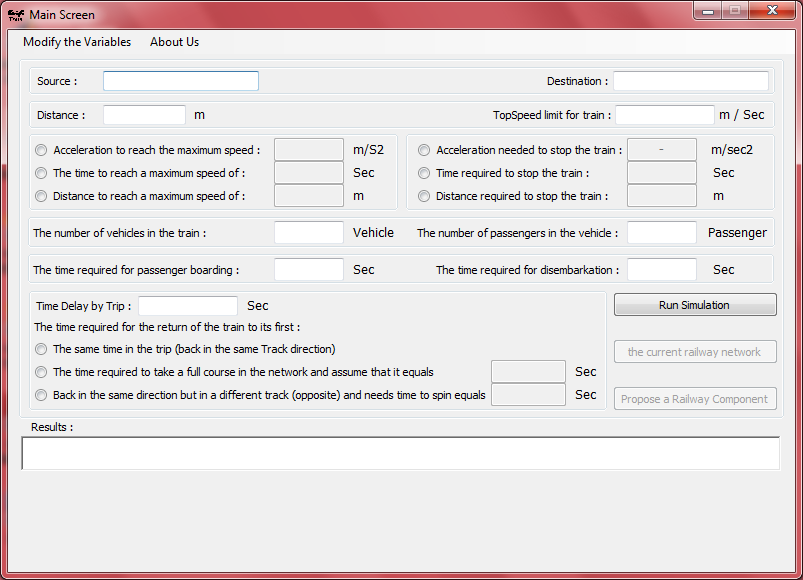 Main Screen
Modify the Variables About Us
Source : Destination :
Distance : m TopSpeed limit for train : m / Sec
Acceleration to reach the maximum speed : m/S2 Acceleration needed to stop the train : - m/sec2
The time to reach a maximum speed of : Sec Time required to stop the train : Sec
Distance to reach a maximum speed of : m Distance required to stop the train : m
The number of vehicles in the train : Vehicle The number of passengers in the vehicle : Passenger
The time required for passenger boarding : Sec The time required for disembarkation : Sec
Time Delay by Trip : Sec Run Simulation
The time required for the return of the train to its first :
The same time in the trip (back in the same Track direction) the current railway network
The time required to take a full course in the network and assume that it equals Sec
Back in the same direction but in a different track (opposite) and needs time to spin equals Sec Propose a Railway Component
Results :